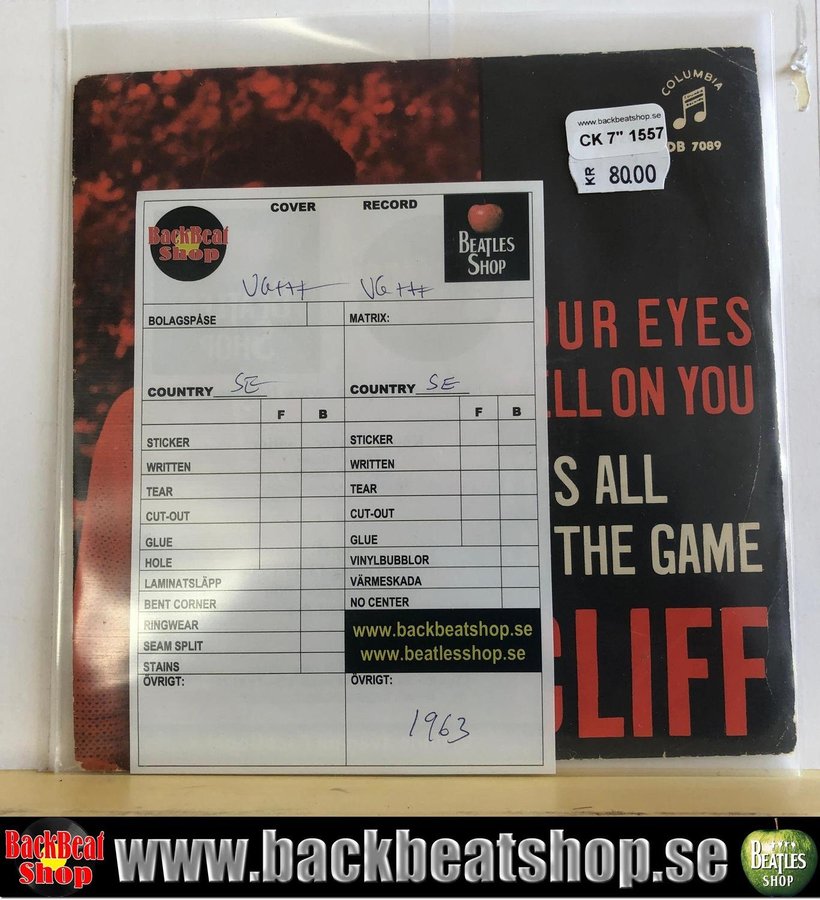 COLUMBIA
www.backbeatshop.se
CK 7" 1557
KR 80.00
DB 7089
BackBeat Shop
COVER
RECORD
BEATLES SHOP
VG+++
VG+++
BOLAGSPÅSE
MATRIX:
COUNTRY SE
COUNTRY SE
F B
F B
STICKER
STICKER
WRITTEN
WRITTEN
TEAR
TEAR
CUT-OUT
CUT-OUT
GLUE
GLUE
HOLE
VINYLBUBBLOR
LAMINATSLÄPP
VÄRMESKADA
BENT CORNER
NO CENTER
RINGWEAR
SEAM SPLIT
STAINS
www.backbeatshop.se
www.beatlesshop.se
ÖVRIGT:
ÖVRIGT:
1963
OUR EYES
ELL ON YOU
S ALL
THE GAME
CLIFF
BackBeat Shop
www.backbeatshop.se
BEATLES SHOP